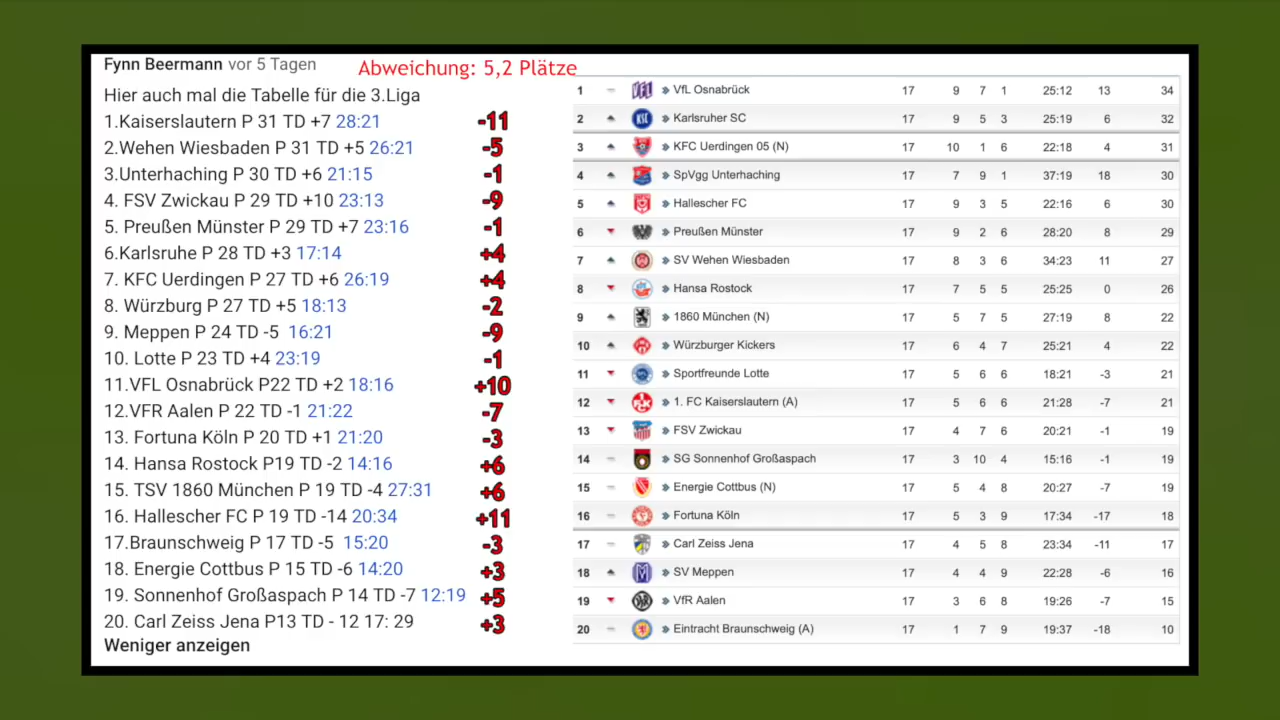 Fynn Beermann vor 5 Tagen
Abweichung: 5,2 Plätze
Hier auch mal die Tabelle für die 3.Liga
1.Kaiserslautern P 31 TD +7 28:21 -11
2.Wehen Wiesbaden P 31 TD +5 26:21 -5
3.Unterhaching P 30 TD +6 21:15 -1
4. FSV Zwickau P 29 TD +10 23:13 -9
5. Preußen Münster P 29 TD +7 23:16 -1
6.Karlsruhe P 28 TD +3 17:14 +4
7. KFC Uerdingen P 27 TD +6 26:19 +4
8. Würzburg P 27 TD +5 18:13 -2
9. Meppen P 24 TD -5 16:21 -9
10. Lotte P 23 TD +4 23:19 -1
11.VFL Osnabrück P22 TD +2 18:16 +10
12.VFR Aalen P 22 TD -1 21:22 -7
13. Fortuna Köln P 20 TD +1 21:20 -3
14. Hansa Rostock P19 TD -2 14:16 +6
15. TSV 1860 München P 19 TD -4 27:31 +6
16. Hallescher FC P 19 TD -14 20:34 +11
17.Braunschweig P 17 TD -5 15:20 -3
18. Energie Cottbus P 15 TD -6 14:20 +3
19. Sonnenhof Großaspach P 14 TD -7 12:19 +5
20. Carl Zeiss Jena P13 TD - 12 17: 29 +3
Weniger anzeigen
1 VfL Osnabrück 17 9 7 1 25:12 13 34
2 Karlsruher SC 17 9 5 3 25:19 6 32
3 KFC Uerdingen 05 (N) 17 10 1 6 22:18 4 31
4 SpVgg Unterhaching 17 7 9 1 37:19 18 30
5 Hallescher FC 17 9 3 5 22:16 6 30
6 Preußen Münster 17 9 2 6 28:20 8 29
7 SV Wehen Wiesbaden 17 8 3 6 34:23 11 27
8 Hansa Rostock 17 7 5 5 25:25 0 26
9 1860 München (N) 17 5 7 5 27:19 8 22
10 Würzburger Kickers 17 6 4 7 25:21 4 22
11 Sportfreunde Lotte 17 5 6 6 18:21 -3 21
12 1. FC Kaiserslautern (A) 17 5 6 6 21:28 -7 21
13 FSV Zwickau 17 4 7 6 20:21 -1 19
14 SG Sonnenhof Großaspach 17 3 10 4 15:16 -1 19
15 Energie Cottbus (N) 17 5 4 8 20:27 -7 19
16 Fortuna Köln 17 5 3 9 17:34 -17 18
17 Carl Zeiss Jena 17 4 5 8 23:34 -11 17
18 SV Meppen 17 4 4 9 22:28 -6 16
19 VfR Aalen 17 3 6 8 19:26 -7 15
20 Eintracht Braunschweig (A) 17 1 7 9 19:37 -18 10